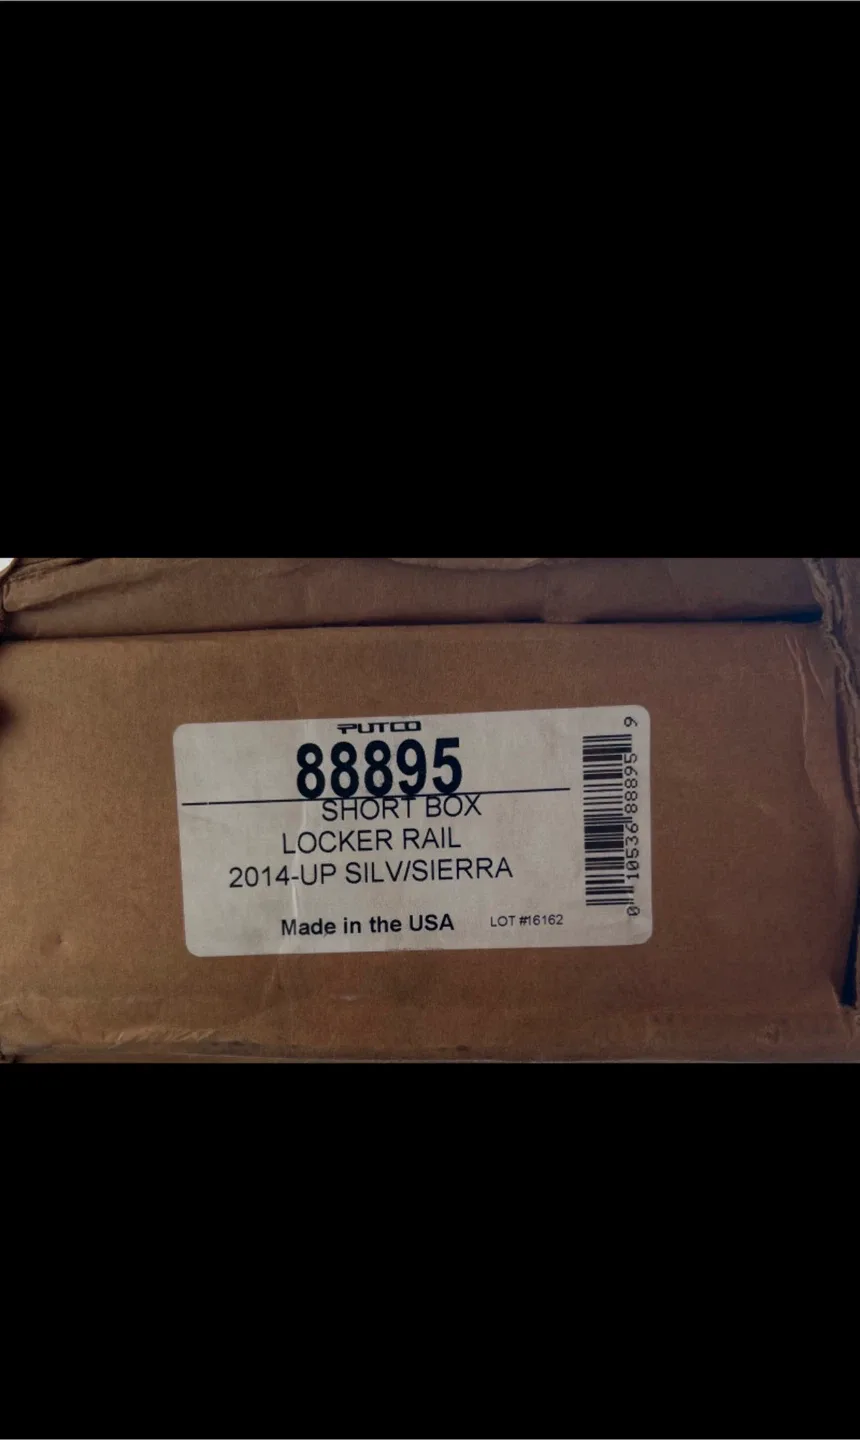 PUTCO
88895
SHORT BOX
LOCKER RAIL
2014-UP SILV/SIERRA
Made in the USA LOT #16162
0 10536 88895 9